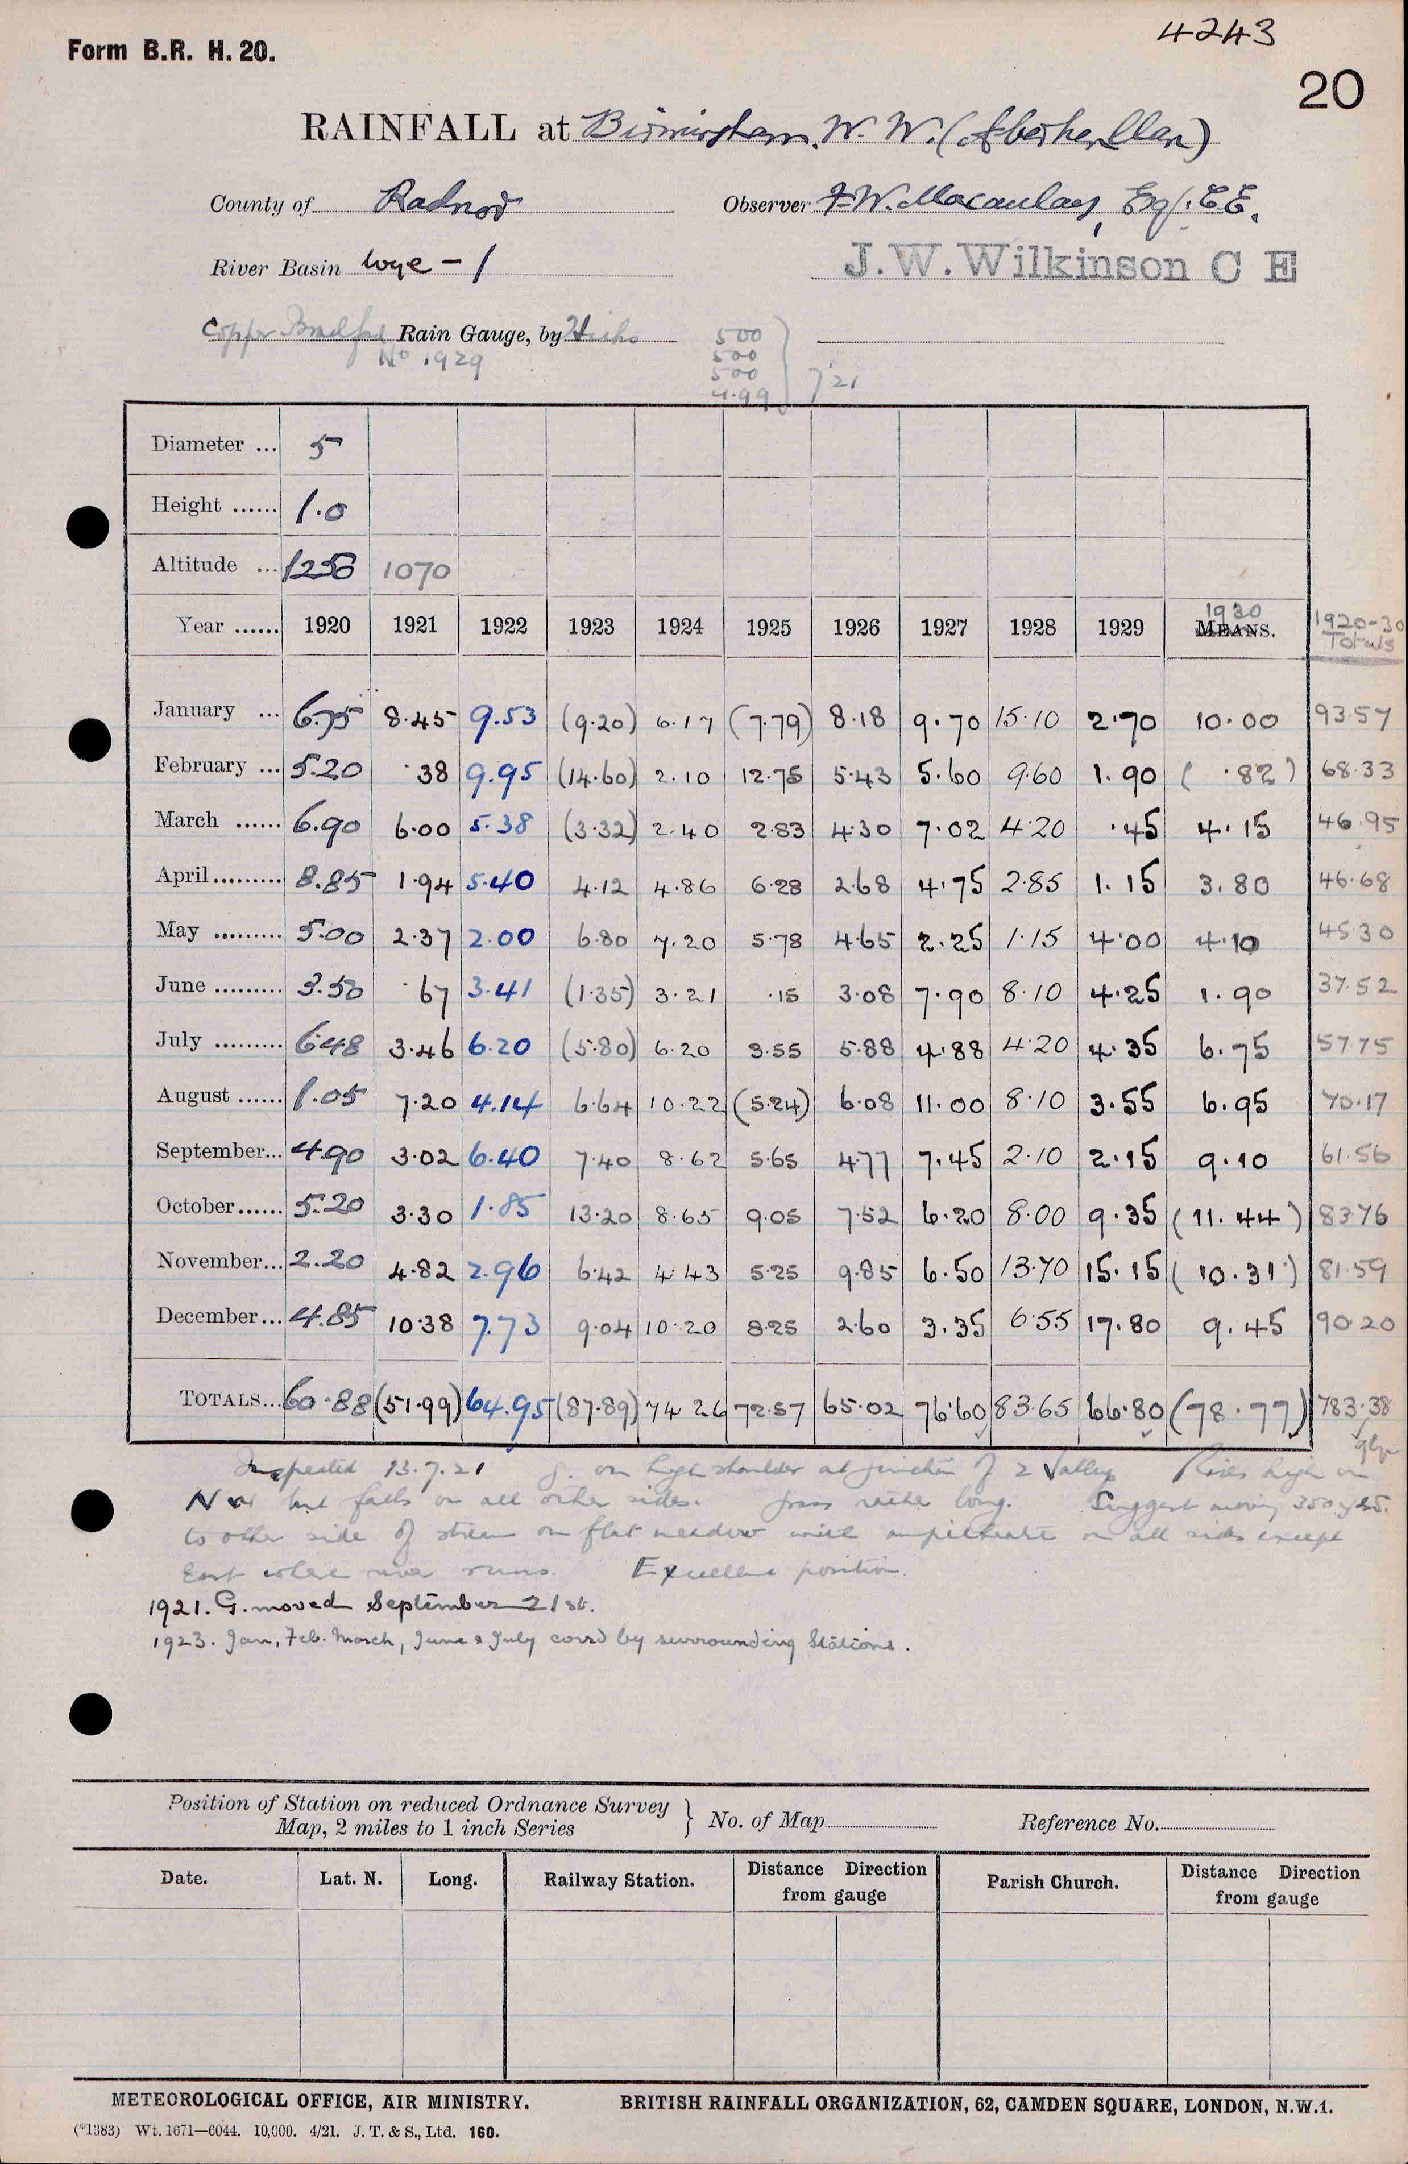 4243
Form B.R. H. 20.
20
RAINFALL at Birmingham. W. W. (Aberhenllan)
County of Radnor Observer F.W. Macaulay, Esq. C.E.
River Basin Wye - 1 J. W. Wilkinson C E
Copper Bradford Rain Gauge, by Hicks
No 1929
500
500
500
4.99 } 7'21
Diameter ... 5
Height ...... 1.0
Altitude ... 1070
Year ...... 1920 1921 1922 1923 1924 1925 1926 1927 1928 1929 1930 MEANS. 1920-30 Totals
January ... 6.75 8.45 9.53 (9.20) 6.17 (7.79) 8.18 9.70 15.10 2.70 10.00 93.57
February ... 5.20 .38 9.95 (14.60) 2.10 12.75 5.43 5.60 9.60 1.90 ( .82) 68.33
March ...... 6.90 6.00 5.38 (3.32) 2.40 2.83 4.30 7.02 4.20 .45 4.15 46.95
April......... 8.85 1.94 5.40 4.12 4.86 6.28 2.68 4.75 2.85 1.15 3.80 46.68
May ......... 5.00 2.37 2.00 6.80 7.20 5.78 4.65 2.25 1.15 4.00 4.10 45.30
June ......... 3.50 .67 3.41 (1.35) 3.21 .15 3.08 7.90 8.10 4.25 1.90 37.52
July ......... 6.48 3.46 6.20 (5.80) 6.20 3.55 5.88 4.88 4.20 4.35 6.75 57.75
August ...... 1.05 7.20 4.14 6.64 10.22 (5.24) 6.08 11.00 8.10 3.55 6.95 70.17
September... 4.90 3.02 6.40 7.40 8.62 5.65 4.77 7.45 2.10 2.15 9.10 61.56
October...... 5.20 3.30 1.85 13.20 8.65 9.05 7.52 6.20 8.00 9.35 (11.44) 83.76
November... 2.20 4.82 2.96 6.42 4.43 5.25 9.85 6.50 13.70 15.15 (10.31) 81.59
December... 4.85 10.38 7.73 9.04 10.20 8.25 2.60 3.35 6.55 17.80 9.45 90.20
TOTALS... 60.88 (51.99) 64.95 (87.89) 74.26 72.57 65.02 76.60 83.65 66.80 (78.77) 783.38
Inspected 13.7.21 g. on high shoulder at junction of 2 Valleys Rises high on
but falls on all other sides. Grass rather long. Suggest moving 350 yds.
to other side of stream on flat meadow with ampitheatre on all sides except
East where river runs. Excellent position.
1921. G. moved September 21st.
1923. Jan, Feb. March, June & July corr'd by surrounding Stations.
Position of Station on reduced Ordnance Survey
Map, 2 miles to 1 inch Series } No. of Map Reference No.
Date. Lat. N. Long. Railway Station. Distance Direction from gauge Parish Church. Distance Direction from gauge
METEOROLOGICAL OFFICE, AIR MINISTRY. BRITISH RAINFALL ORGANIZATION, 62, CAMDEN SQUARE, LONDON, N.W.1.
(*1383) Wt. 1671—6044. 10,000. 4/21. J. T. & S., Ltd. 160.